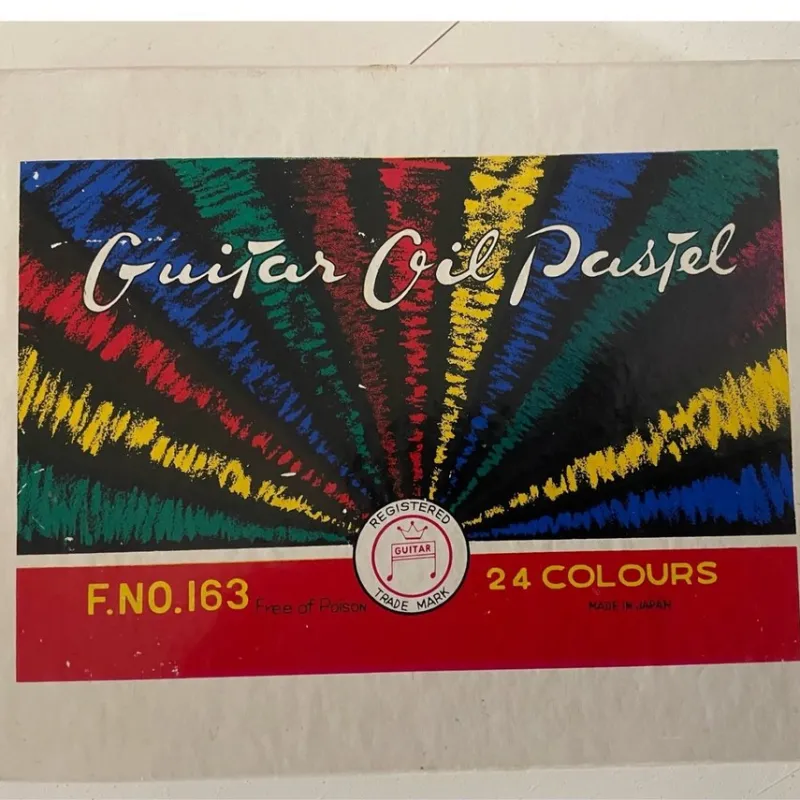 Guitar Oil Pastel
REGISTERED
GUITAR
TRADE MARK
F.NO.163
Free of Poison
24 COLOURS
MADE IN JAPAN